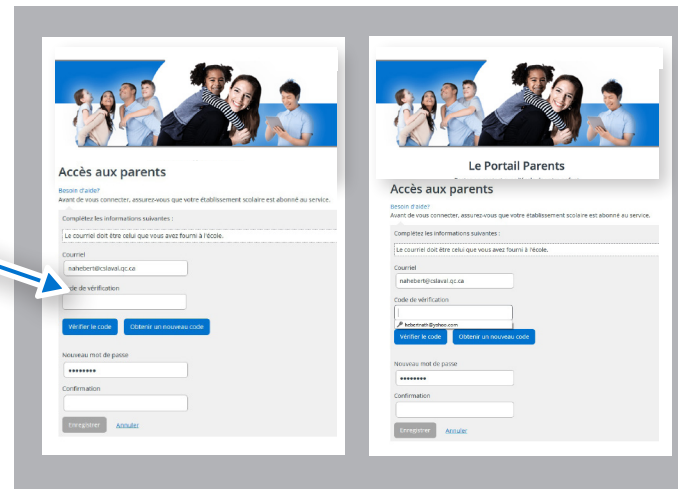 Accès aux parents
Besoin d'aide?
Avant de vous connecter, assurez-vous que votre établissement scolaire est abonné au service.
Complétez les informations suivantes :
Le courriel doit être celui que vous avez fourni à l'école.
Courriel
nahebert@cslaval.qc.ca
ode de vérification
Vérifier le code
Obtenir un nouveau code
Nouveau mot de passe
••••••••
Confirmation
Enregistrer
Annuler
Le Portail Parents
Accès aux parents
Besoin d'aide?
Avant de vous connecter, assurez-vous que votre établissement scolaire est abonné au service.
Complétez les informations suivantes :
Le courriel doit être celui que vous avez fourni à l'école.
Courriel
nahebert@cslaval.qc.ca
Code de vérification
hebertnath@yahoo.com
Vérifier le code
Obtenir un nouveau code
Nouveau mot de passe
••••••••
Confirmation
Enregistrer
Annuler